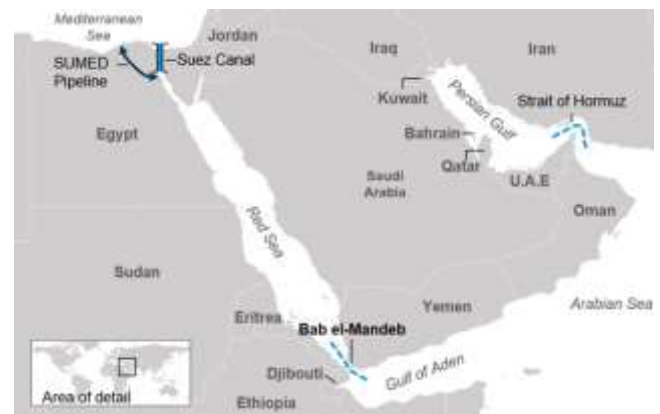 Mediterranean
Sea
Jordan
SUMED
Pipeline
Suez Canal
Iraq
Iran
Kuwait
Persian Gulf
Strait of Hormuz
Egypt
Bahrain
Qatar
Saudi
Arabia
U.A.E
Oman
Red Sea
Sudan
Arabian Sea
Yemen
Eritrea
Bab el-Mandeb
Gulf of Aden
Djibouti
Ethiopia
Area of detail